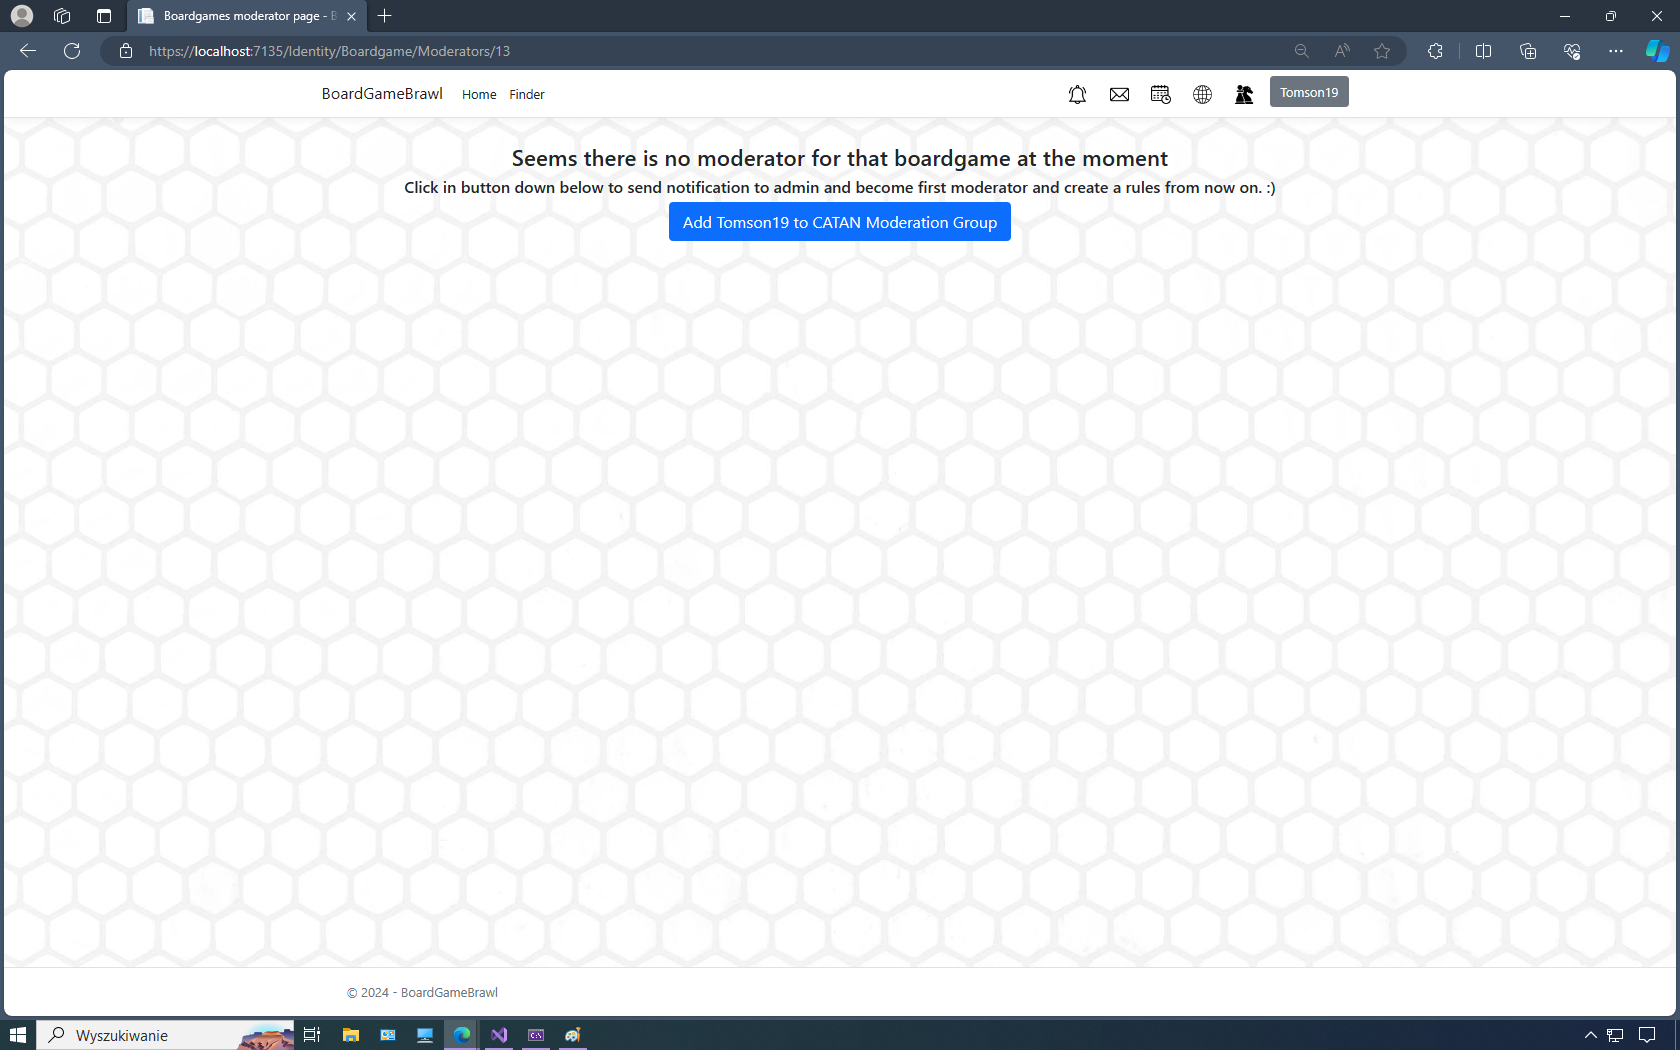 Boardgames moderator page -
https://localhost:7135/Identity/Boardgame/Moderators/13
BoardGameBrawl Home Finder Tomson19
Seems there is no moderator for that boardgame at the moment
Click in button down below to send notification to admin and become first moderator and create a rules from now on. :)
Add Tomson19 to CATAN Moderation Group
© 2024 - BoardGameBrawl
Wyszukiwanie